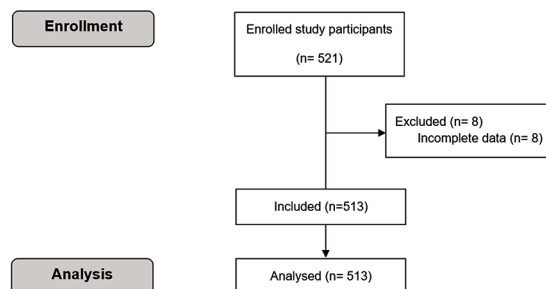 Enrollment
Enrolled study participants
(n= 521)
Excluded (n= 8)
Incomplete data (n= 8)
Included (n=513)
Analysis
Analysed (n= 513)